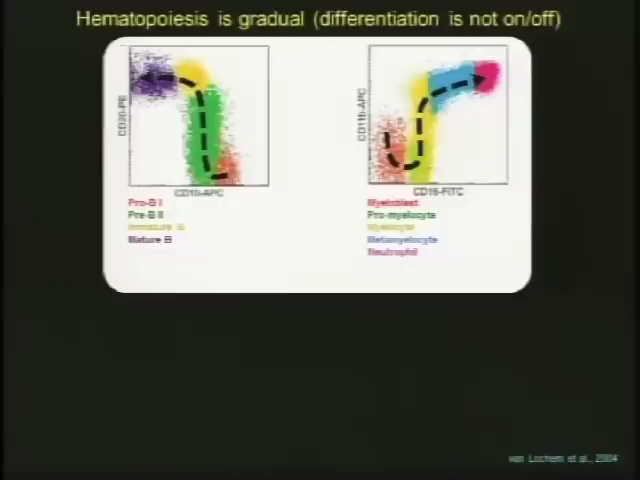 Hematopoiesis is gradual (differentiation is not on/off)
CD20-PE
CD10-APC
Pro-B I
Pre-B II
Immature B
Mature B
CD11b-APC
CD16-FITC
Myeloblast
Pro-myelocyte
Myelocyte
Metamyelocyte
Neutrophil
van Lochem et al., 2004